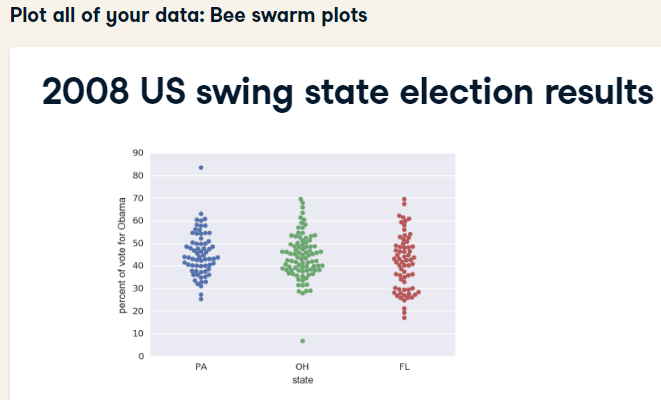 Plot all of your data: Bee swarm plots
2008 US swing state election results
90
80
70
60
50
40
30
20
10
0
percent of vote for Obama
PA OH FL
state